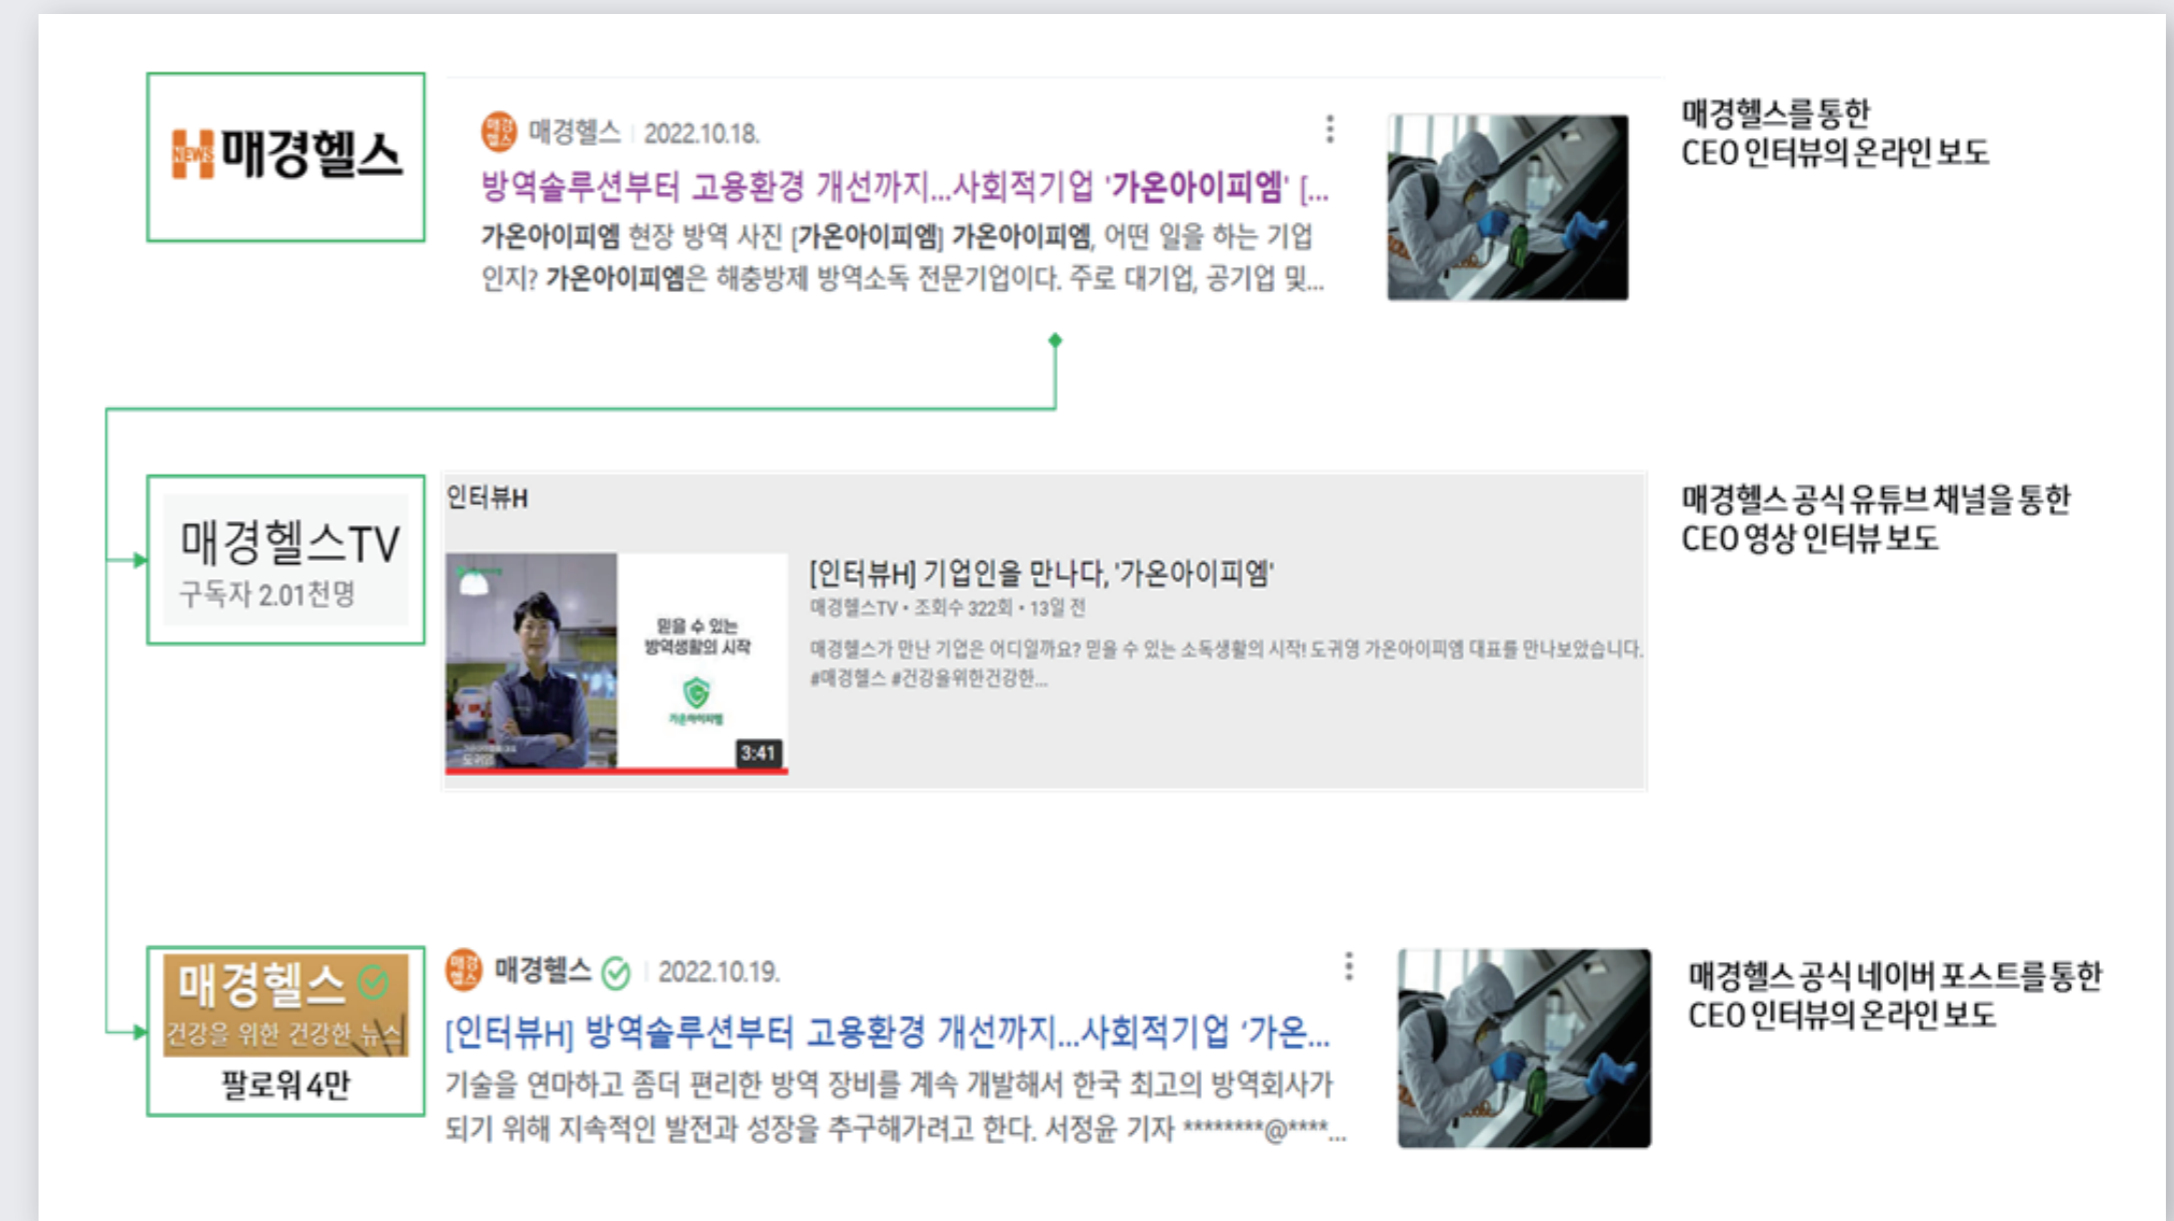 NEWS 매경헬스
매경헬스 2022.10.18.
방역솔루션부터 고용환경 개선까지...사회적기업 '가온아이피엠' [...
가온아이피엠 현장 방역 사진 [가온아이피엠] 가온아이피엠, 어떤 일을 하는 기업
인지? 가온아이피엠은 해충방제 방역소독 전문기업이다. 주로 대기업, 공기업 및...
매경헬스를 통한
CEO 인터뷰의 온라인 보도
매경헬스TV
구독자 2.01천명
인터뷰H
믿을 수 있는
방역생활의 시작
가온아이피엠
도귀영
3:41
[인터뷰H] 기업인을 만나다, '가온아이피엠'
매경헬스TV • 조회수 322회 • 13일 전
매경헬스가 만난 기업은 어디일까요? 믿을 수 있는 소독생활의 시작! 도귀영 가온아이피엠 대표를 만나보았습니다.
#매경헬스 #건강을위한건강한...
매경헬스 공식 유튜브 채널을 통한
CEO 영상 인터뷰 보도
매경헬스
건강을 위한 건강한 뉴스
팔로워 4만
매경헬스 2022.10.19.
[인터뷰H] 방역솔루션부터 고용환경 개선까지...사회적기업 ‘가온...
기술을 연마하고 좀더 편리한 방역 장비를 계속 개발해서 한국 최고의 방역회사가
되기 위해 지속적인 발전과 성장을 추구해가려고 한다. 서정윤 기자 ********@****...
매경헬스 공식 네이버 포스트를 통한
CEO 인터뷰의 온라인 보도